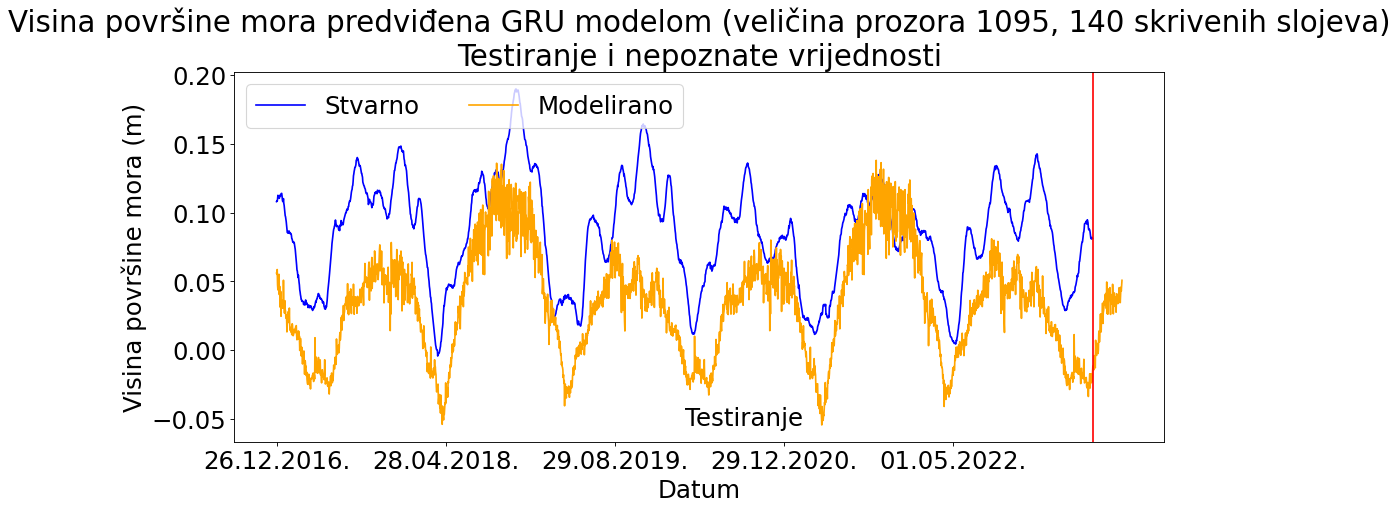 Visina površine mora predviđena GRU modelom (veličina prozora 1095, 140 skrivenih slojeva)
Testiranje i nepoznate vrijednosti
Stvarno
Modelirano
Visina površine mora (m)
0.20
0.15
0.10
0.05
0.00
−0.05
Testiranje
26.12.2016.
28.04.2018.
29.08.2019.
29.12.2020.
01.05.2022.
Datum